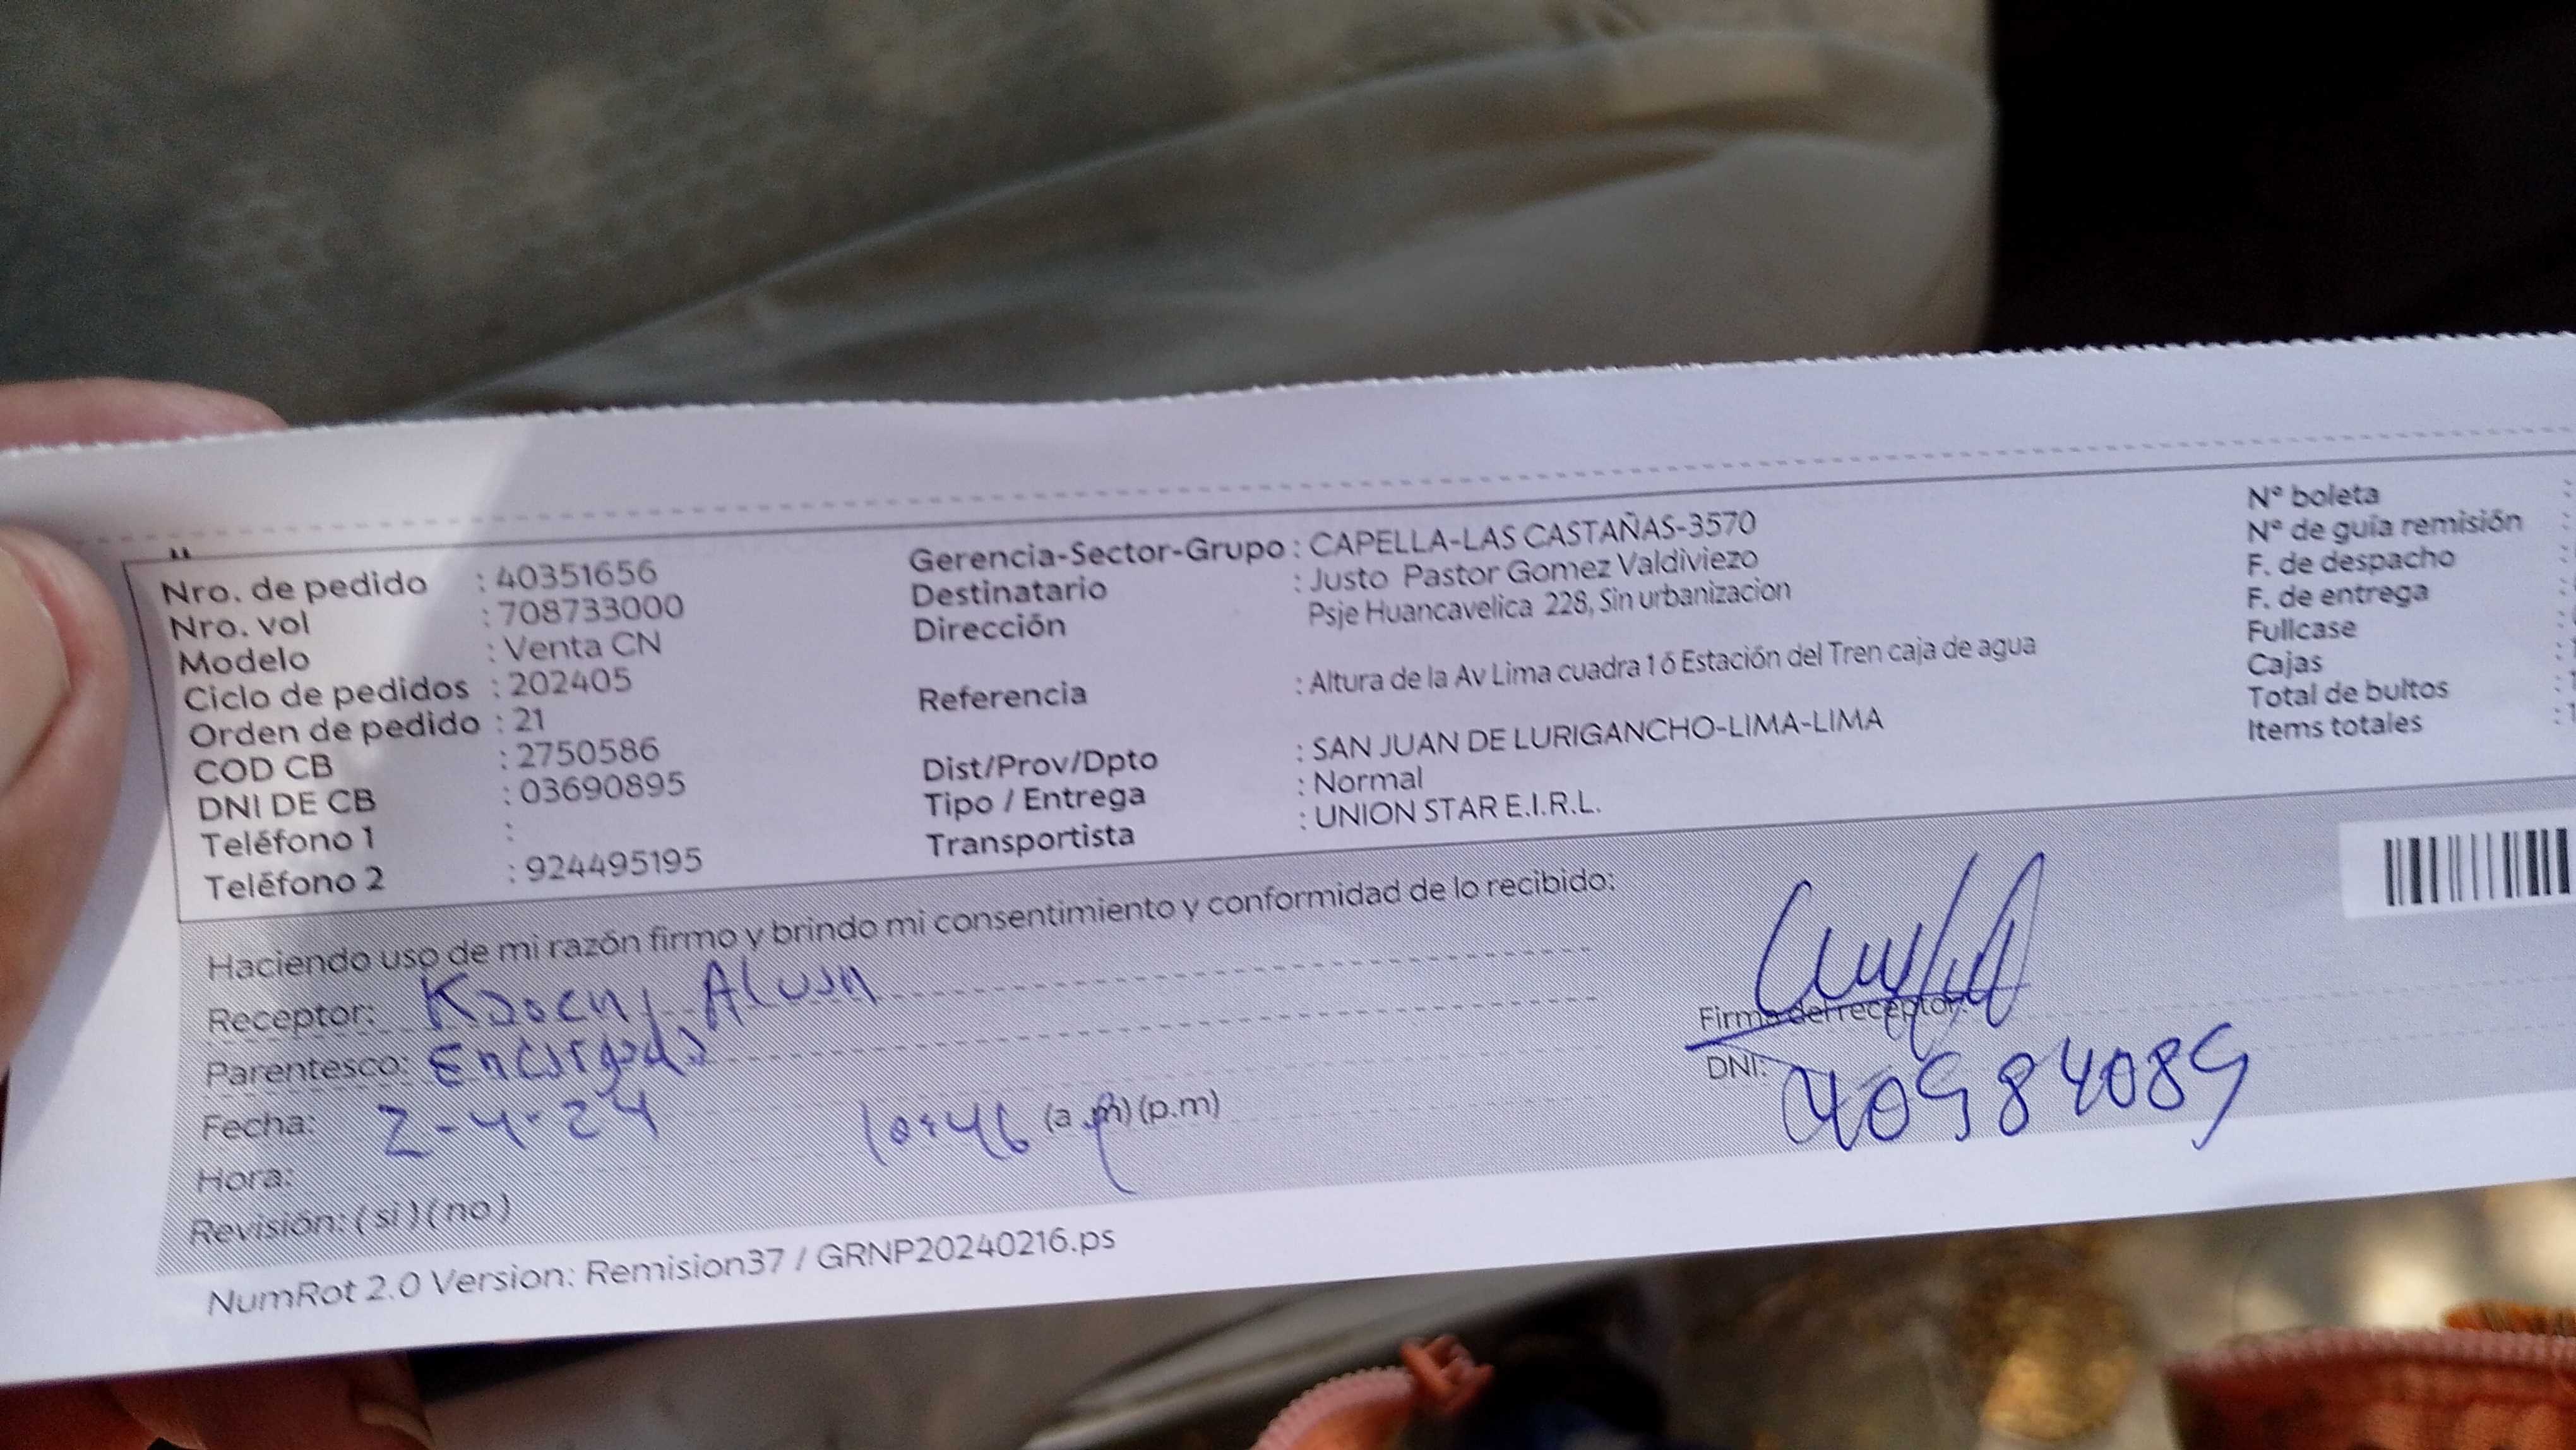 Nro. de pedido : 40351656
Nro. vol : 708733000
Modelo : Venta CN
Ciclo de pedidos : 202405
Orden de pedido : 21
COD CB : 2750586
DNI DE CB : 03690895
Teléfono 1 :
Teléfono 2 : 924495195
Gerencia-Sector-Grupo : CAPELLA-LAS CASTAÑAS-3570
Destinatario : Justo Pastor Gomez Valdiviezo
Dirección Psje Huancavelica 228, Sin urbanizacion
Referencia : Altura de la Av Lima cuadra 1 ó Estación del Tren caja de agua
Dist/Prov/Dpto : SAN JUAN DE LURIGANCHO-LIMA-LIMA
Tipo / Entrega : Normal
Transportista : UNION STAR E.I.R.L.
N° boleta
N° de guía remisión :
F. de despacho :
F. de entrega :
Fullcase
Cajas
Total de bultos
Items totales
Haciendo uso de mi razón firmo y brindo mi consentimiento y conformidad de lo recibido:
Receptor:
Parentesco: Encargado
Fecha: 2-4-24 10:46 (a.m) (p.m)
Hora:
Revisión: (si) (no)
Firma del receptor:
DNI: 40984089
NumRot 2.0 Version: Remision37 / GRNP20240216.ps